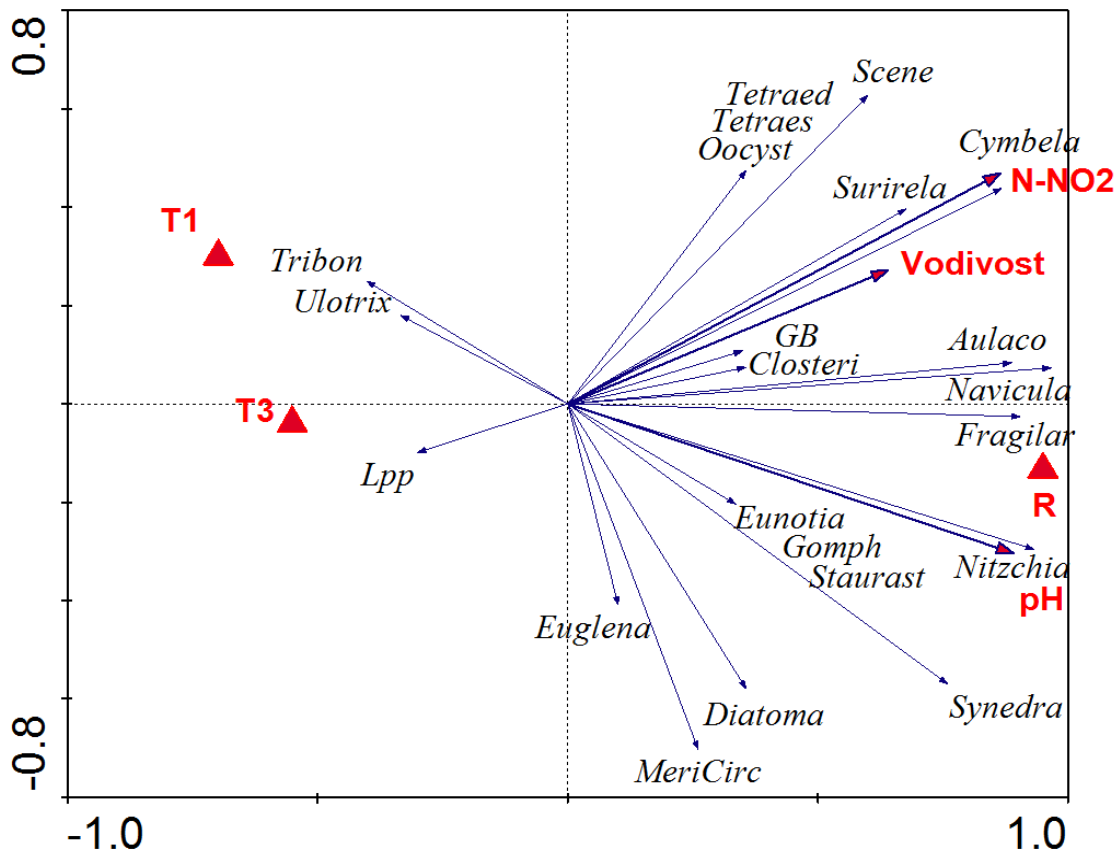 0.8
Scene
Tetraed
Tetraes
Oocyst
Cymbela
N-NO2
Surirela
T1
Tribon
Vodivost
Ulotrix
GB
Aulaco
Closteri
Navicula
T3
Fragilar
Lpp
R
Eunotia
Gomph
Nitzchia
Staurast
pH
Euglena
Synedra
Diatoma
MeriCirc
-0.8
-1.0
1.0